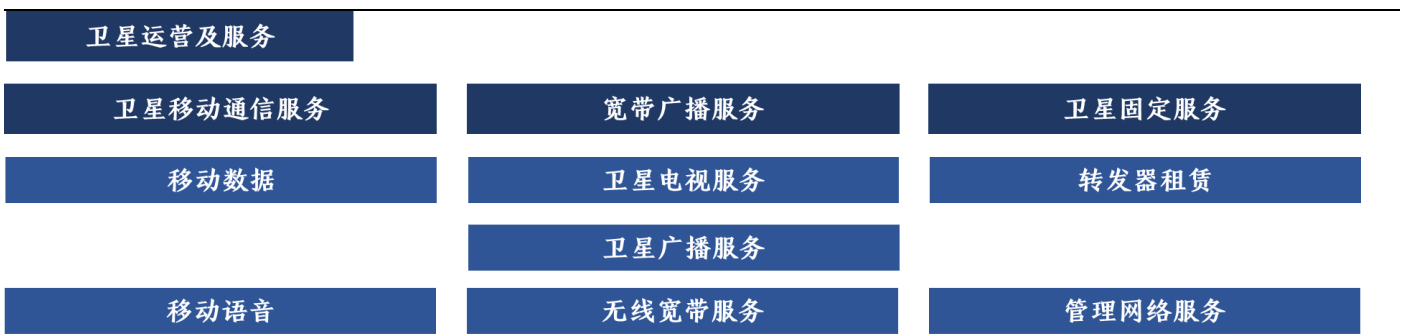 卫星运营及服务
卫星移动通信服务 宽带广播服务 卫星固定服务
移动数据 卫星电视服务 转发器租赁
卫星广播服务
移动语音 无线宽带服务 管理网络服务